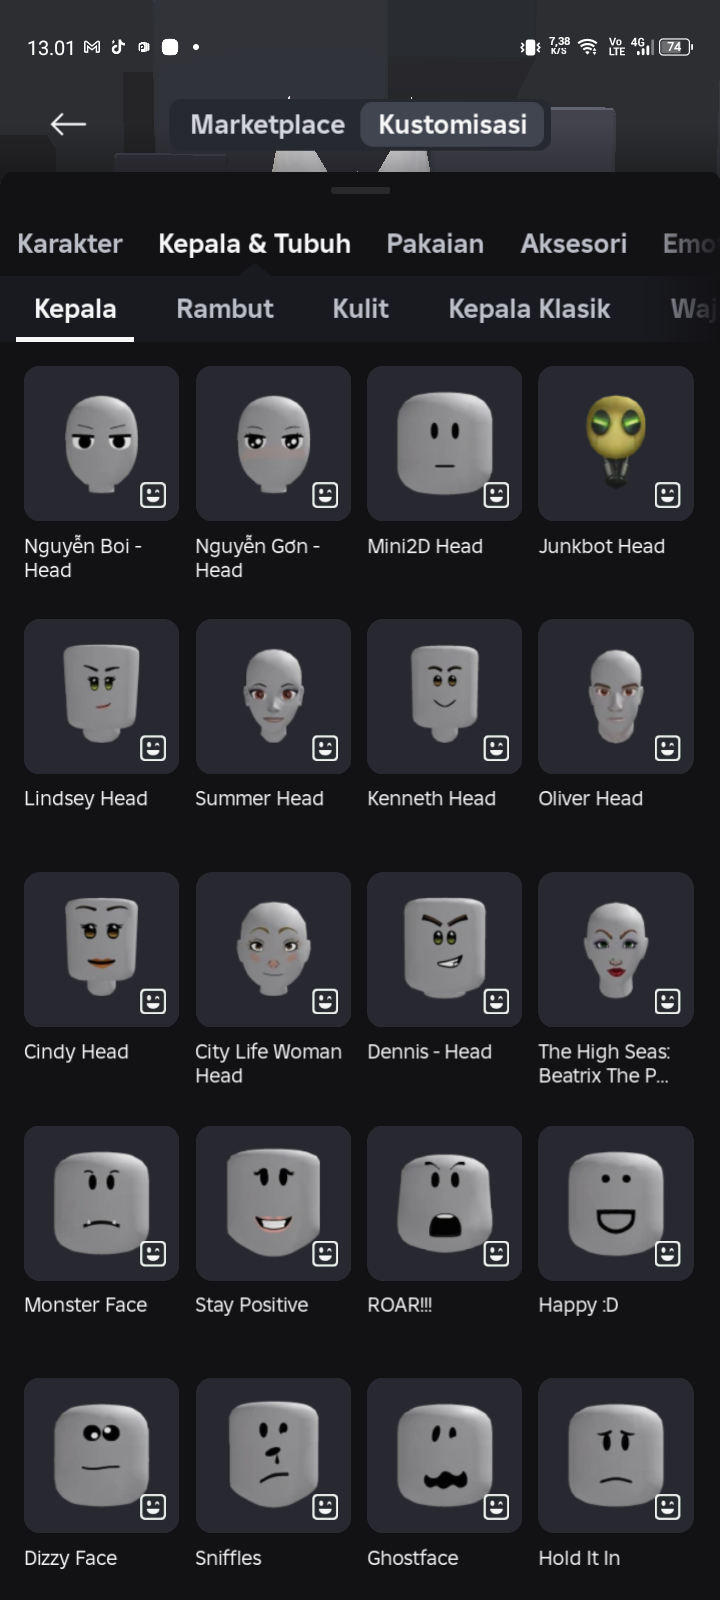 13.01
7,38 K/S
Vo LTE
4G
74
Marketplace
Kustomisasi
Karakter
Kepala & Tubuh
Pakaian
Aksesori
Emo
Kepala
Rambut
Kulit
Kepala Klasik
Waj
Nguyễn Boi -
Head
Nguyễn Gơn -
Head
Mini2D Head
Junkbot Head
Lindsey Head
Summer Head
Kenneth Head
Oliver Head
Cindy Head
City Life Woman
Head
Dennis - Head
The High Seas:
Beatrix The P...
Monster Face
Stay Positive
ROAR!!!
Happy :D
Dizzy Face
Sniffles
Ghostface
Hold It In